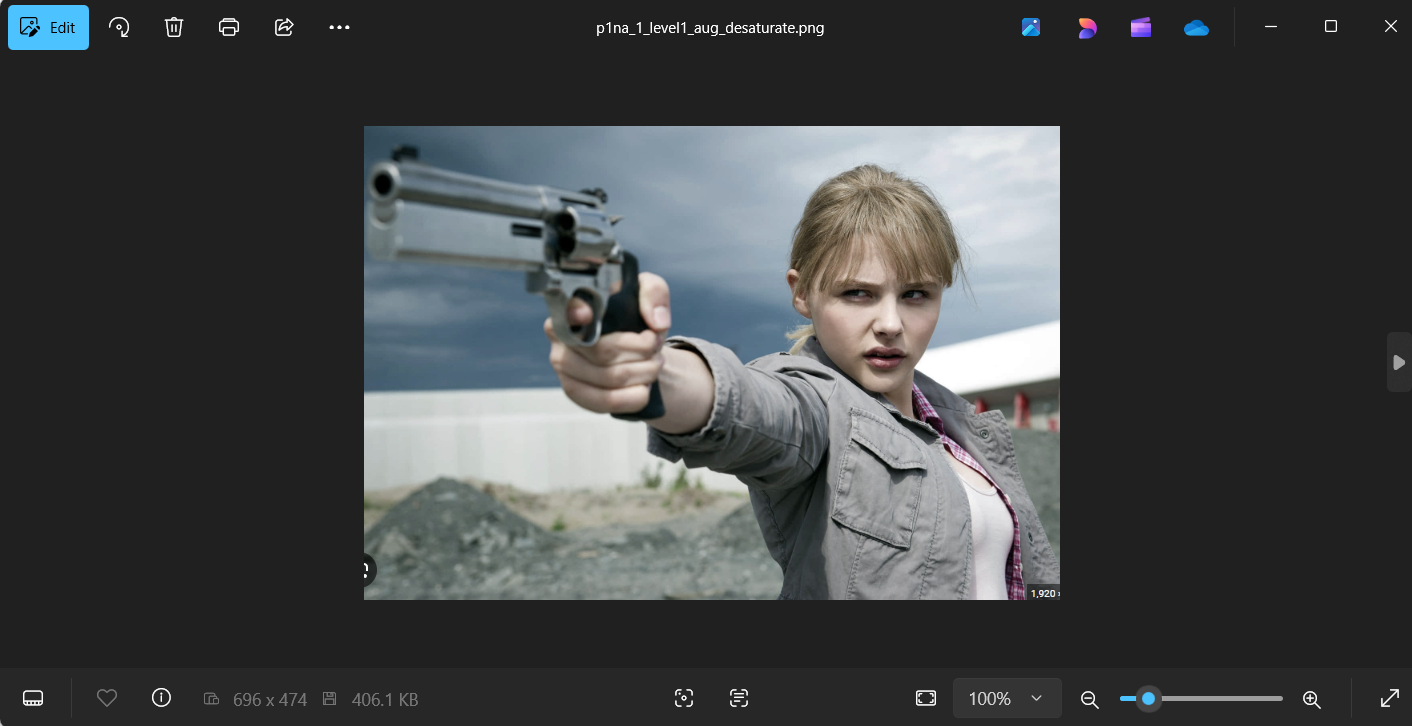 Edit
p1na_1_level1_aug_desaturate.png
1,920
696 x 474
406.1 KB
100%